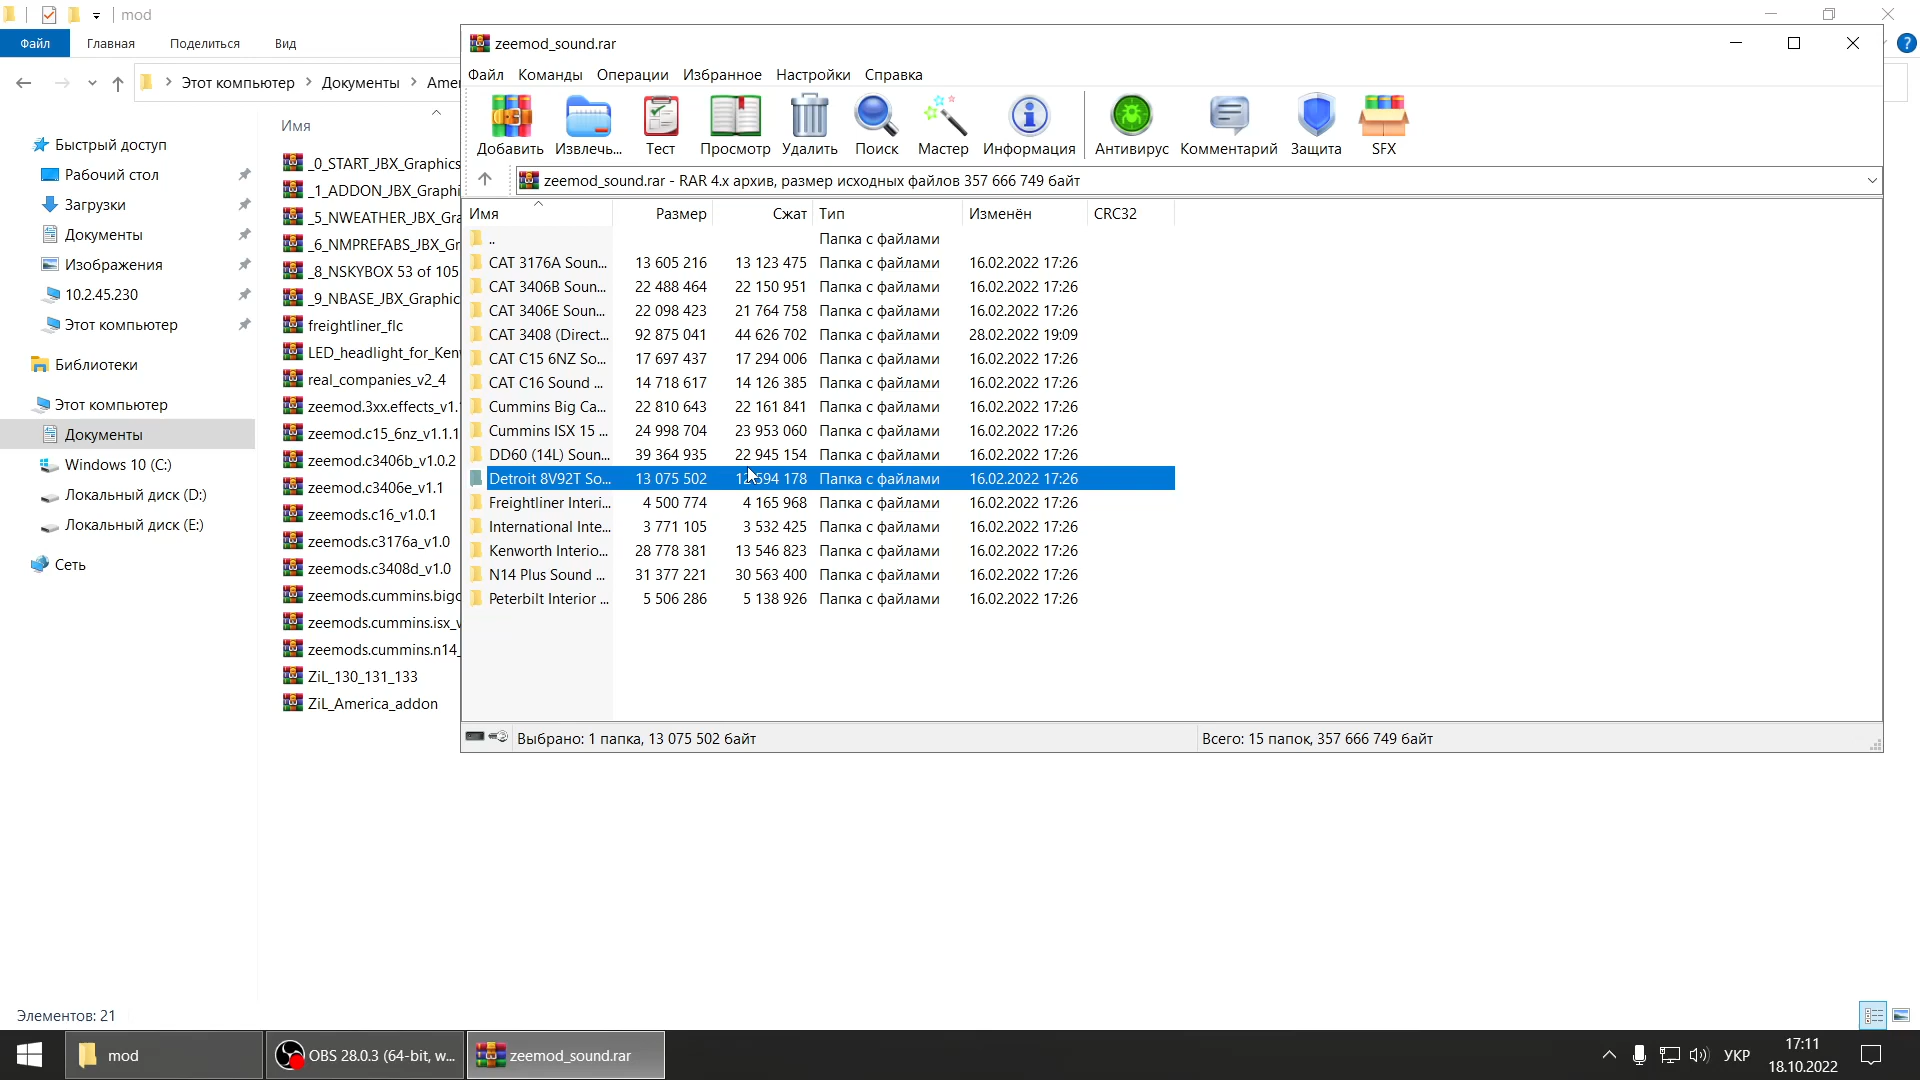 mod
Файл Главная Поделиться Вид
Этот компьютер Документы
Имя
Быстрый доступ
Рабочий стол
Загрузки
Документы
Изображения
10.2.45.230
Этот компьютер
Библиотеки
Этот компьютер
Документы
Windows 10 (C:)
Локальный диск (D:)
Локальный диск (E:)
Сеть
_0_START_JBX_Graphics
_1_ADDON_JBX_Graphi
_5_NWEATHER_JBX_Gra
_6_NMPREFABS_JBX_Gr
_8_NSKYBOX 53 of 105
_9_NBASE_JBX_Graphic
freightliner_flc
LED_headlight_for_Ken
real_companies_v2_4
zeemod.3xx.effects_v1.
zeemod.c15_6nz_v1.1.1
zeemod.c3406b_v1.0.2
zeemod.c3406e_v1.1
zeemods.c16_v1.0.1
zeemods.c3176a_v1.0
zeemods.c3408d_v1.0
zeemods.cummins.bigc
zeemods.cummins.isx_v
zeemods.cummins.n14_
ZiL_130_131_133
ZiL_America_addon
Элементов: 21
zeemod_sound.rar
Файл Команды Операции Избранное Настройки Справка
Добавить Извлечь... Тест Просмотр Удалить Поиск Мастер Информация Антивирус Комментарий Защита SFX
zeemod_sound.rar - RAR 4.x архив, размер исходных файлов 357 666 749 байт
Имя Размер Сжат Тип Изменён CRC32
.. Папка с файлами
CAT 3176A Soun... 13 605 216 13 123 475 Папка с файлами 16.02.2022 17:26
CAT 3406B Soun... 22 488 464 22 150 951 Папка с файлами 16.02.2022 17:26
CAT 3406E Soun... 22 098 423 21 764 758 Папка с файлами 16.02.2022 17:26
CAT 3408 (Direct... 92 875 041 44 626 702 Папка с файлами 28.02.2022 19:09
CAT C15 6NZ So... 17 697 437 17 294 006 Папка с файлами 16.02.2022 17:26
CAT C16 Sound ... 14 718 617 14 126 385 Папка с файлами 16.02.2022 17:26
Cummins Big Ca... 22 810 643 22 161 841 Папка с файлами 16.02.2022 17:26
Cummins ISX 15 ... 24 998 704 23 953 060 Папка с файлами 16.02.2022 17:26
DD60 (14L) Soun... 39 364 935 22 945 154 Папка с файлами 16.02.2022 17:26
Detroit 8V92T So... 13 075 502 12 594 178 Папка с файлами 16.02.2022 17:26
Freightliner Interi... 4 500 774 4 165 968 Папка с файлами 16.02.2022 17:26
International Inte... 3 771 105 3 532 425 Папка с файлами 16.02.2022 17:26
Kenworth Interio... 28 778 381 13 546 823 Папка с файлами 16.02.2022 17:26
N14 Plus Sound ... 31 377 221 30 563 400 Папка с файлами 16.02.2022 17:26
Peterbilt Interior ... 5 506 286 5 138 926 Папка с файлами 16.02.2022 17:26
Выбрано: 1 папка, 13 075 502 байт
Всего: 15 папок, 357 666 749 байт
mod
OBS 28.0.3 (64-bit, w...
zeemod_sound.rar
УКР
17:11
18.10.2022